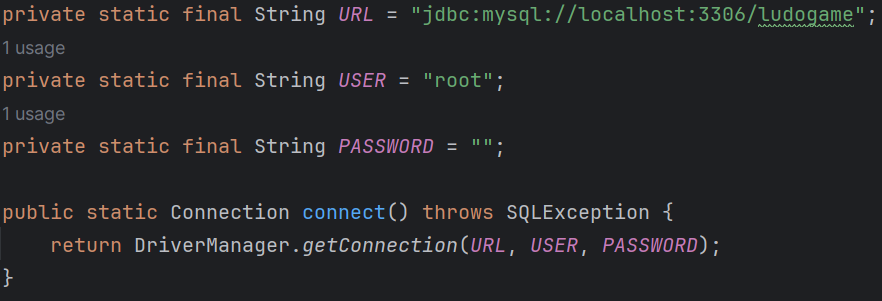 private static final String URL = "jdbc:mysql://localhost:3306/ludogame";
1 usage
private static final String USER = "root";
1 usage
private static final String PASSWORD = "";
public static Connection connect() throws SQLException {
    return DriverManager.getConnection(URL, USER, PASSWORD);
}